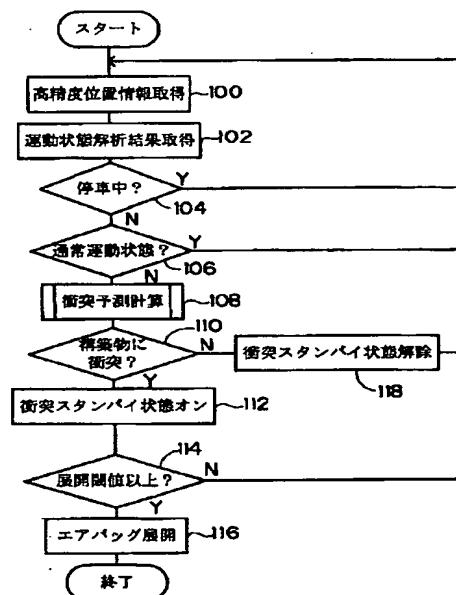 スタート
高精度位置情報取得
100
運動状態解析結果取得
102
停車中?
Y
104
N
通常運動状態?
Y
106
N
衝突予測計算
108
110
構築物に
衝突?
N
衝突スタンバイ状態解除
118
Y
衝突スタンバイ状態オン
112
114
展開閾値以上?
N
Y
エアバッグ展開
116
終了